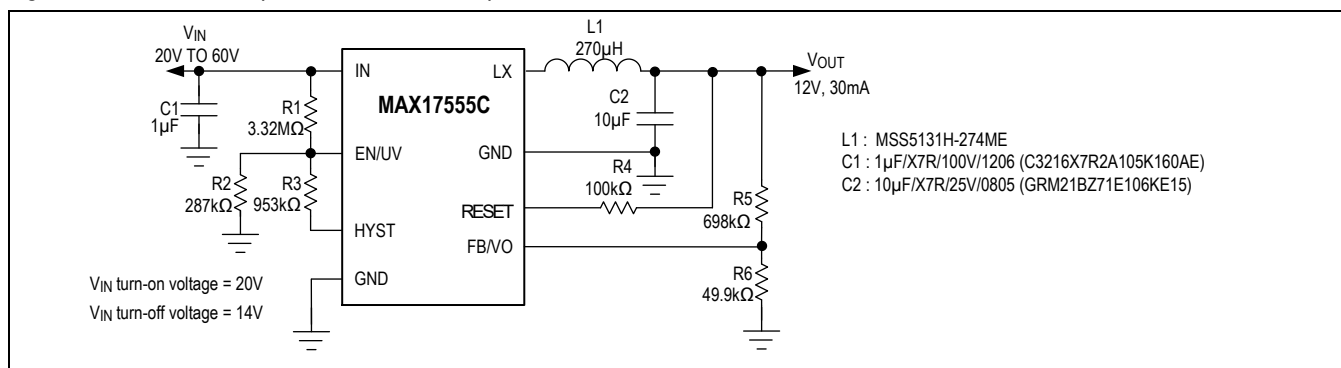 VIN
20V TO 60V
C1
1µF
R1
3.32MΩ
R2
287kΩ
R3
953kΩ
VIN turn-on voltage = 20V
VIN turn-off voltage = 14V
IN
EN/UV
HYST
GND
MAX17555C
LX
GND
RESET
FB/VO
L1
270µH
C2
10µF
R4
100kΩ
R5
698kΩ
R6
49.9kΩ
VOUT
12V, 30mA
L1 : MSS5131H-274ME
C1 : 1µF/X7R/100V/1206 (C3216X7R2A105K160AE)
C2 : 10µF/X7R/25V/0805 (GRM21BZ71E106KE15)